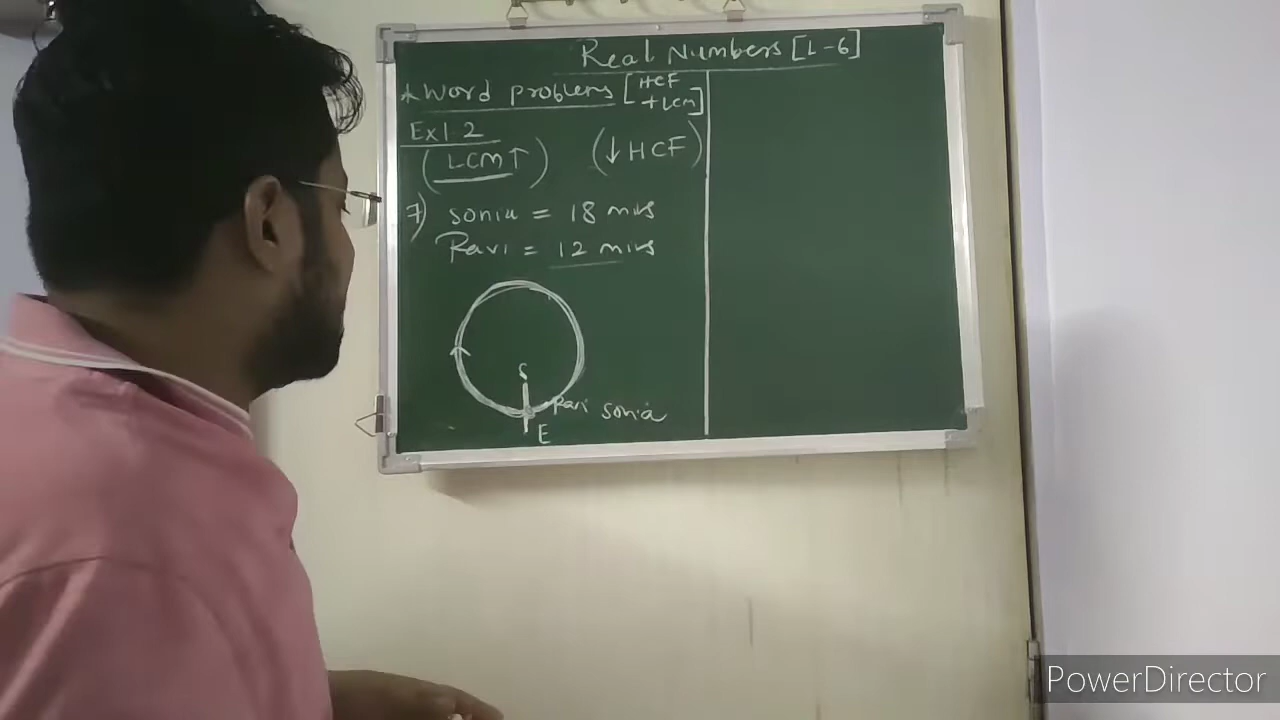 Real Numbers [L-6]
* Word problems [HCF
+LCM]
Ex 1.2
(LCM↑) (↓HCF)
7) sonia = 18 mins
Ravi = 12 mins
S
Ravi sonia
E
PowerDirector